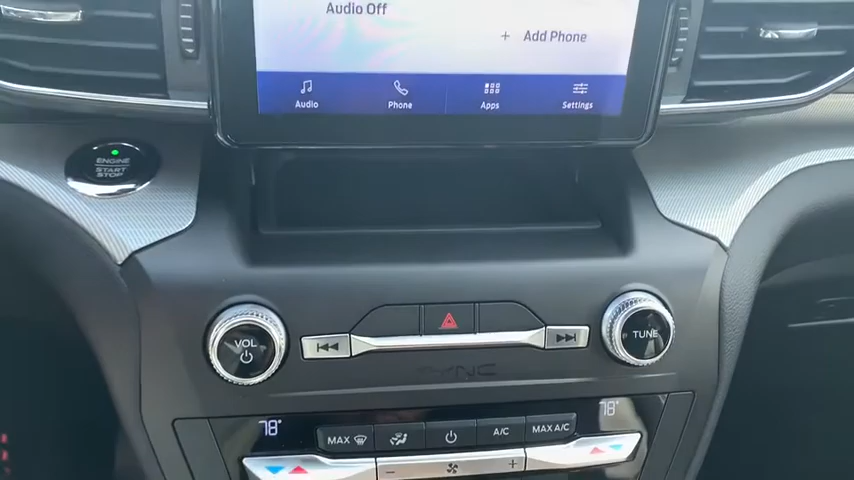 Audio Off
+ Add Phone
Audio Phone Apps Settings
ENGINE
START
STOP
VOL
TUNE
SYNC
78° 78°
MAX A/C MAX A/C
- +